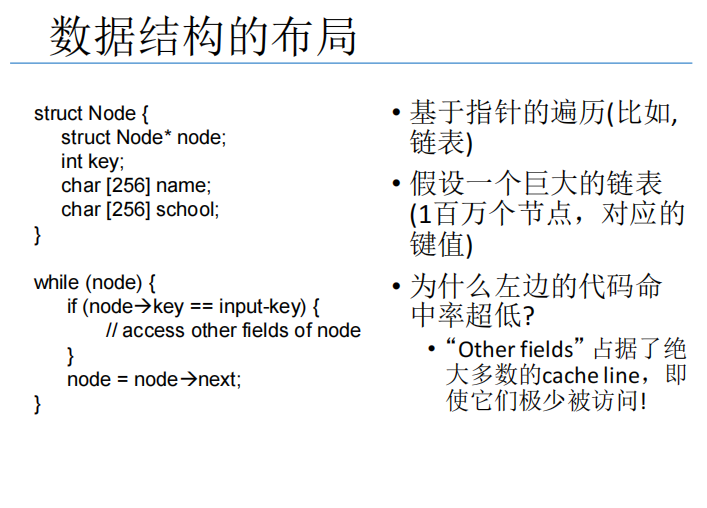 数据结构的布局
struct Node {
struct Node* node;
int key;
char [256] name;
char [256] school;
}
while (node) {
if (node→key == input-key) {
// access other fields of node
}
node = node→next;
}
• 基于指针的遍历(比如,
链表)
• 假设一个巨大的链表
(1百万个节点，对应的
键值)
• 为什么左边的代码命
中率超低?
• “Other fields” 占据了绝
大多数的cache line，即
使它们极少被访问!